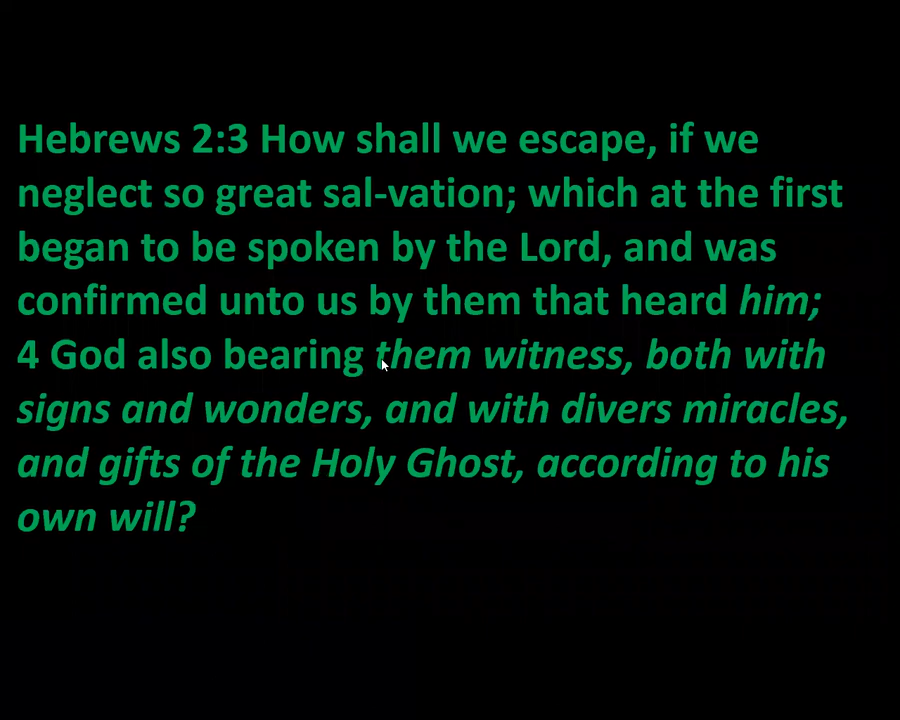 Hebrews 2:3 How shall we escape, if we
neglect so great sal-vation; which at the first
began to be spoken by the Lord, and was
confirmed unto us by them that heard him;
4 God also bearing them witness, both with
signs and wonders, and with divers miracles,
and gifts of the Holy Ghost, according to his
own will?